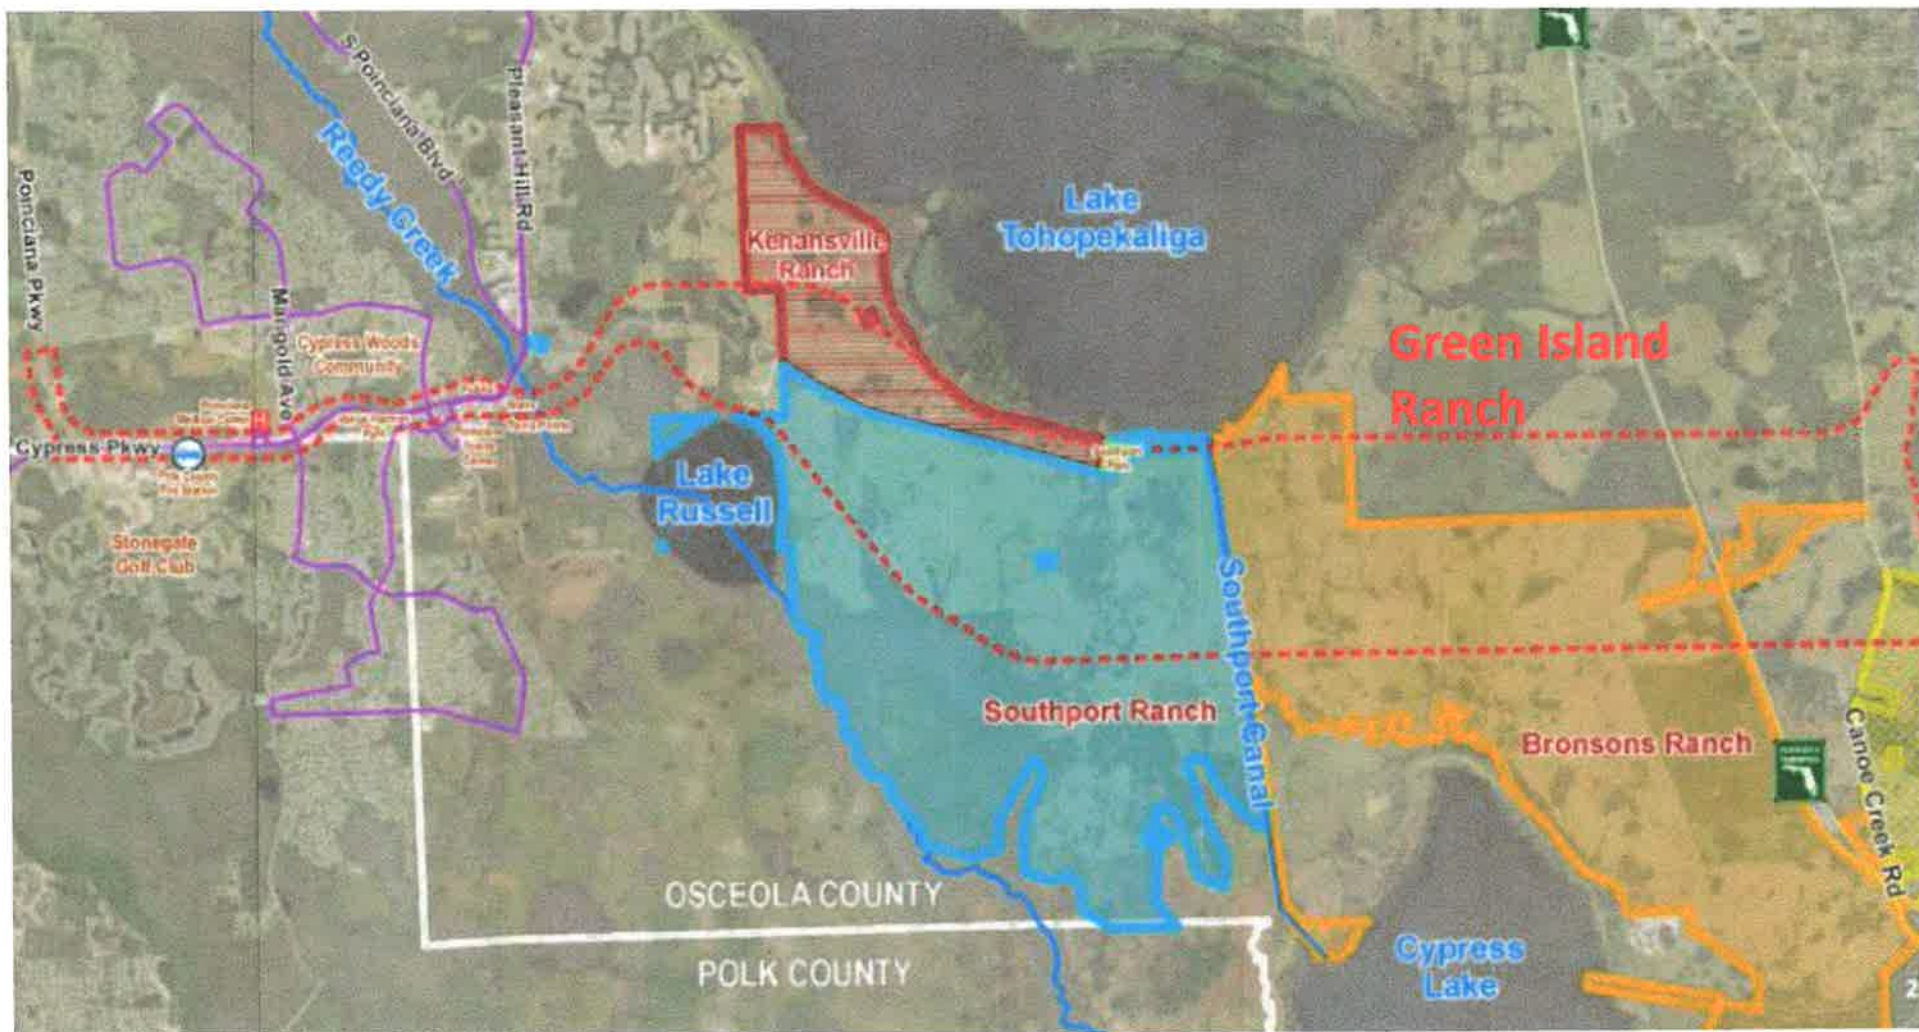 S Poinciana Blvd
Pleasant Hill Rd
Reedy Creek
Poinciana Pkwy
Marigold Ave
Lake
Tohopekaliga
Kenansville
Ranch
Cypress Woods
Community
Green Island
Ranch
Cypress Pkwy
Lake
Russell
Stonegate
Golf Club
Southport Canal
Southport Ranch
Bronsons Ranch
Canoe Creek Rd
OSCEOLA COUNTY
POLK COUNTY
Cypress
Lake
2